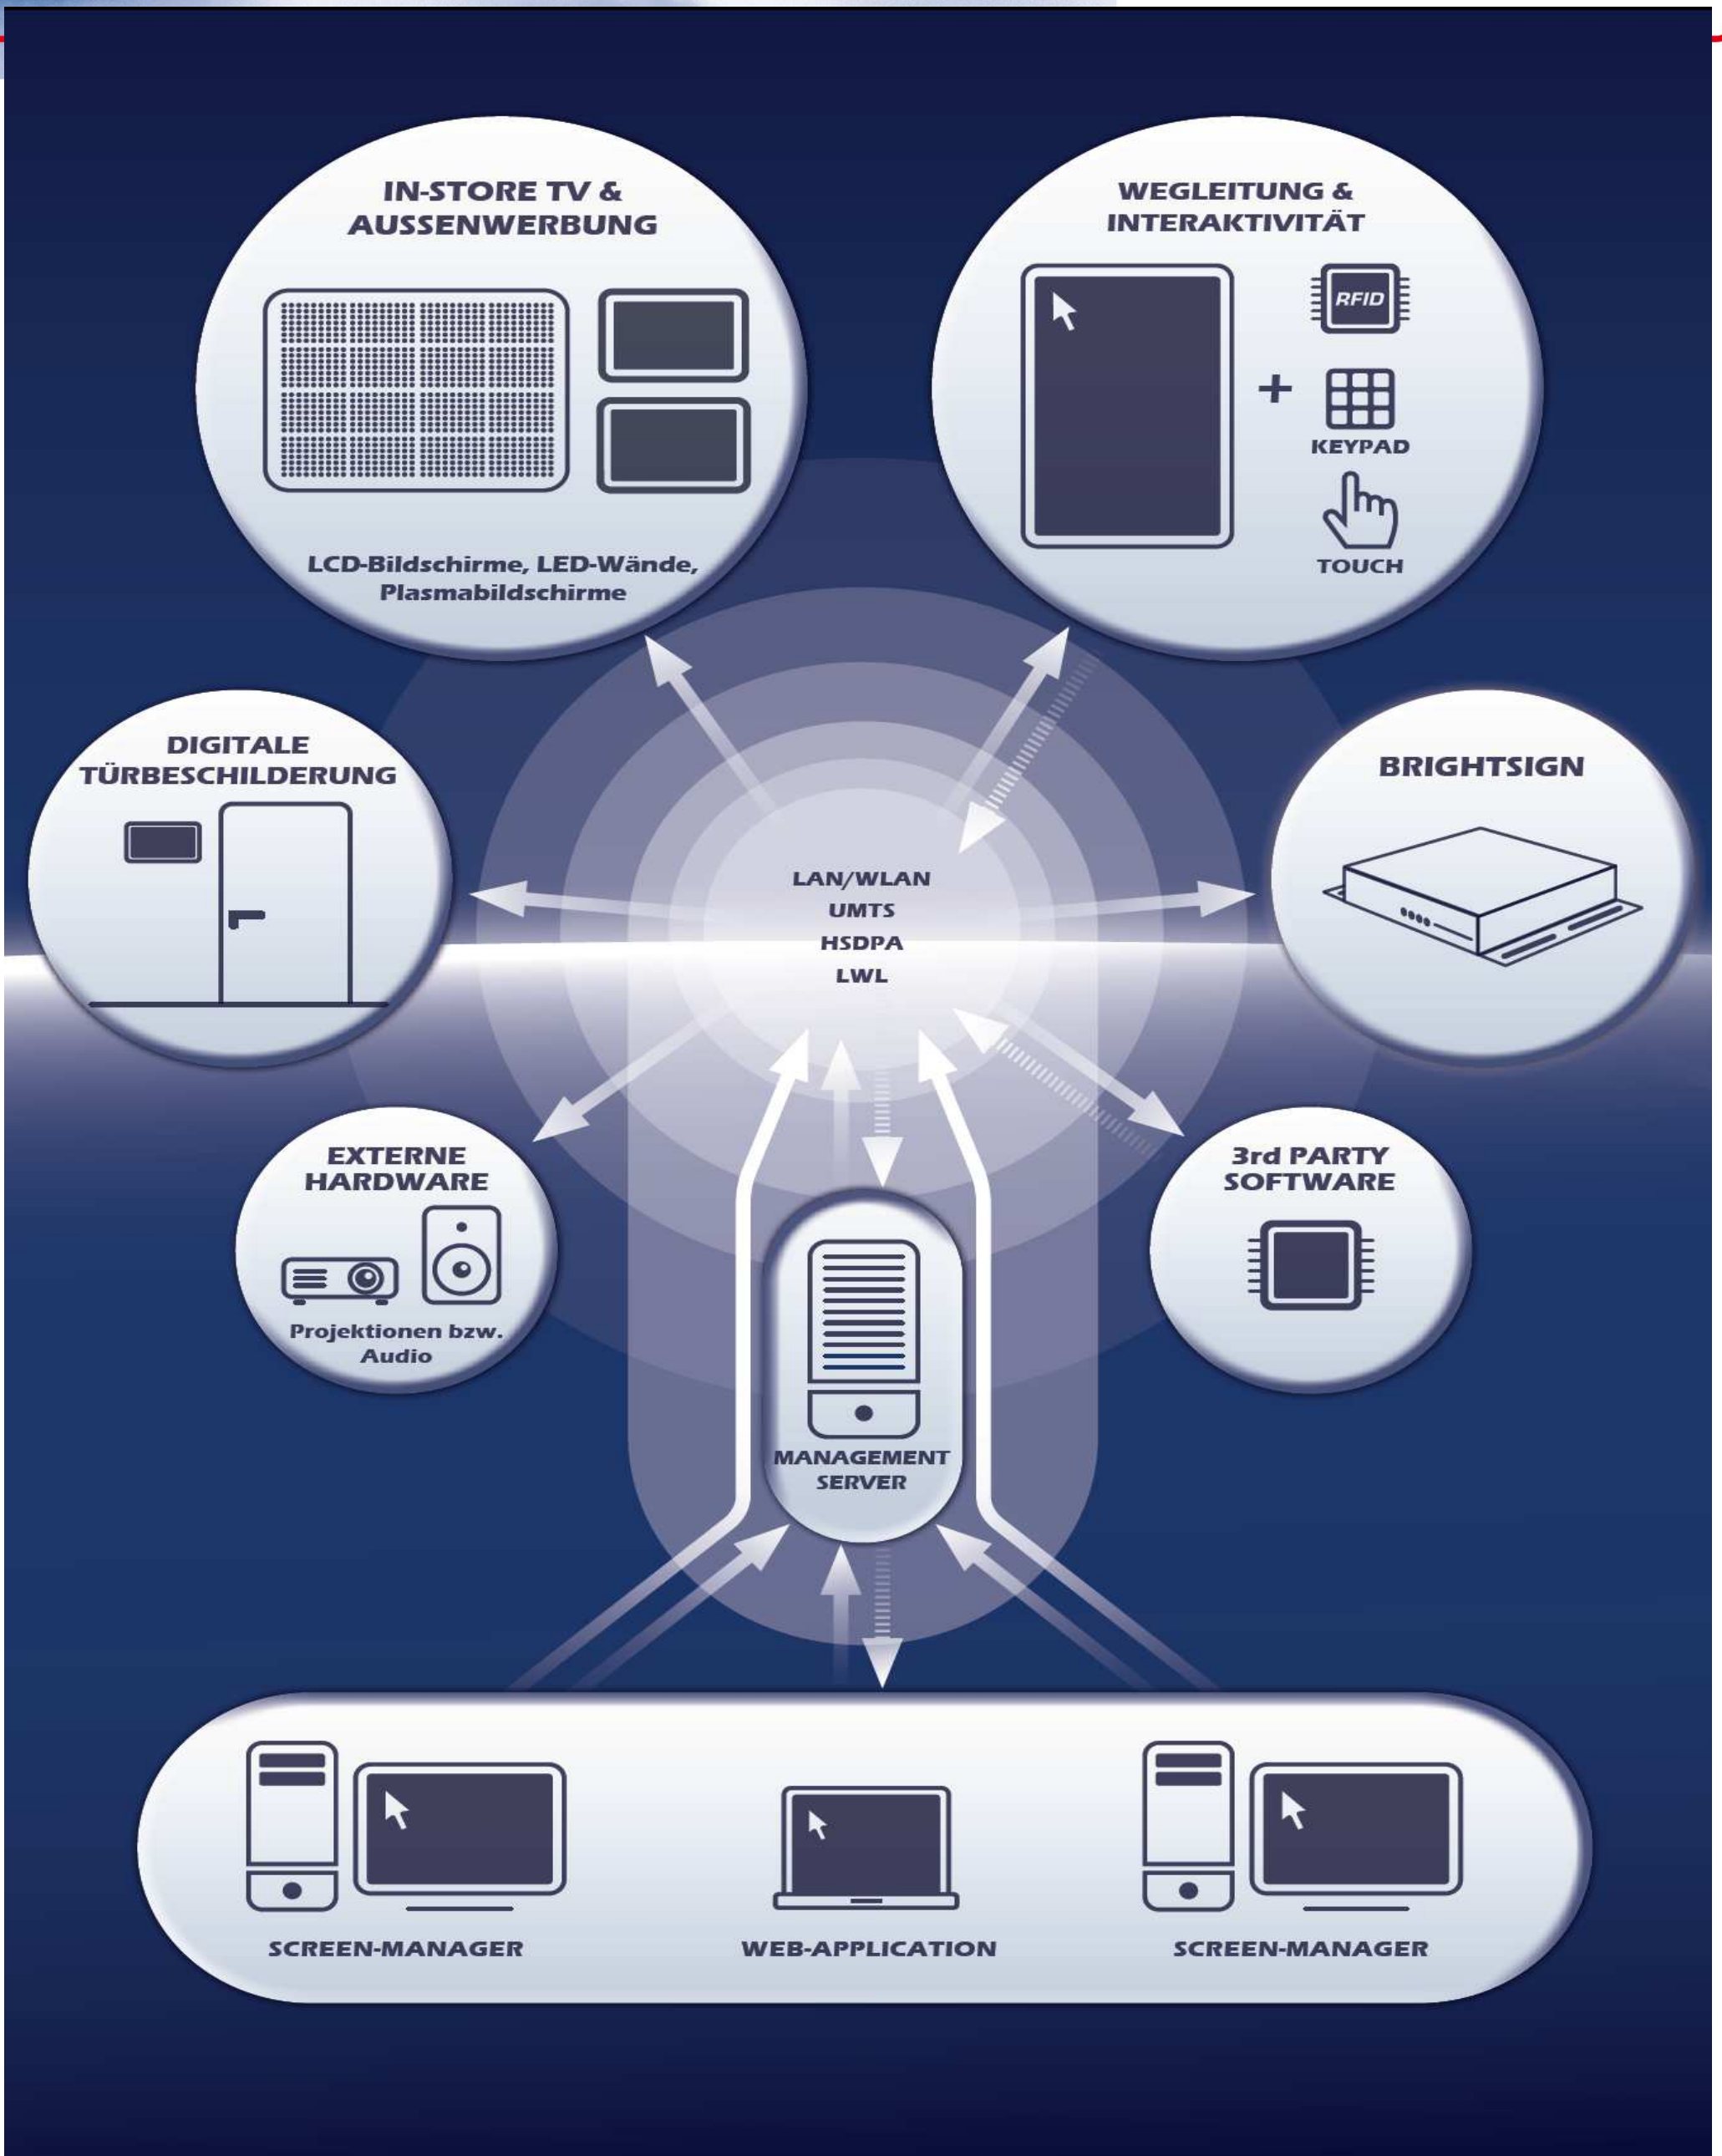 IN-STORE TV &
AUSSENWERBUNG
LCD-Bildschirme, LED-Wände,
Plasmabildschirme
WEGLEITUNG &
INTERAKTIVITÄT
RFID
+
KEYPAD
TOUCH
DIGITALE
TÜRBESCHILDERUNG
BRIGHTSIGN
LAN/WLAN
UMTS
HSDPA
LWL
EXTERNE
HARDWARE
Projektionen bzw.
Audio
3rd PARTY
SOFTWARE
MANAGEMENT
SERVER
SCREEN-MANAGER
WEB-APPLICATION
SCREEN-MANAGER